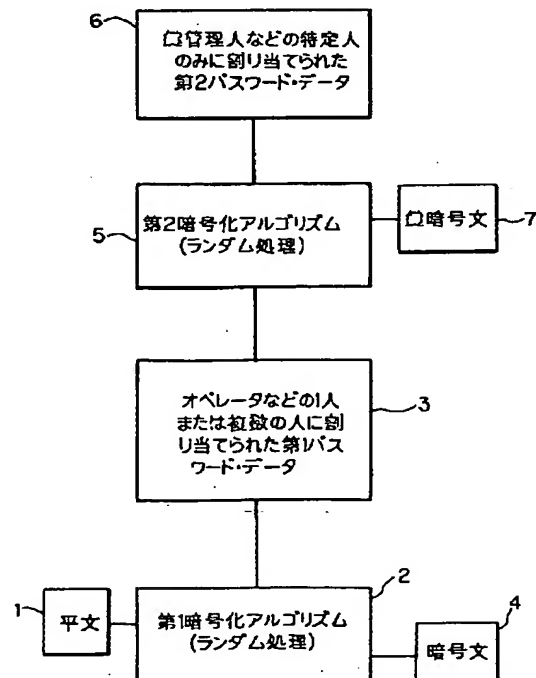 6
管理人などの特定人
のみに割り当てられた
第2パスワード・データ
第2暗号化アルゴリズム
(ランダム処理)
5
暗号文
7
オペレータなどの1人
または複数の人に割
り当てられた第1パス
ワード・データ
3
1
平文
第1暗号化アルゴリズム
(ランダム処理)
2
暗号文
4